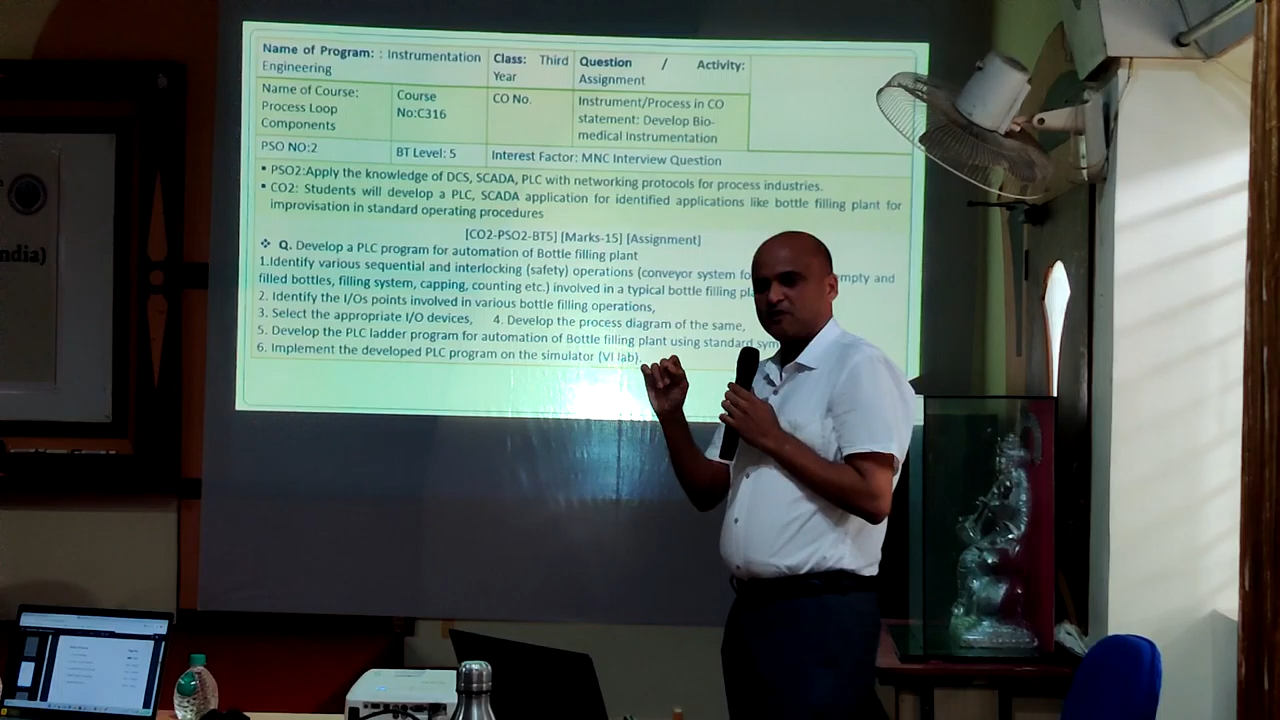 Name of Program: : Instrumentation Engineering
Class: Third Year
Question / Activity: Assignment
Name of Course: Process Loop Components
Course No:C316
CO No.
Instrument/Process in CO statement: Develop Bio-medical Instrumentation
PSO NO:2
BT Level: 5
Interest Factor: MNC Interview Question
▪ PSO2:Apply the knowledge of DCS, SCADA, PLC with networking protocols for process industries.
▪ CO2: Students will develop a PLC, SCADA application for identified applications like bottle filling plant for
improvisation in standard operating procedures
[CO2-PSO2-BT5] [Marks-15] [Assignment]
❖ Q. Develop a PLC program for automation of Bottle filling plant
1.Identify various sequential and interlocking (safety) operations (conveyor system and
filled bottles, filling system, capping, counting etc.) involved in a typical bottle filling
2. Identify the I/Os points involved in various bottle filling operations,
3. Select the appropriate I/O devices, 4. Develop the process diagram of the same,
5. Develop the PLC ladder program for automation of Bottle filling plant using standard
6. Implement the developed PLC program on the simulator (VI lab).
ndia)